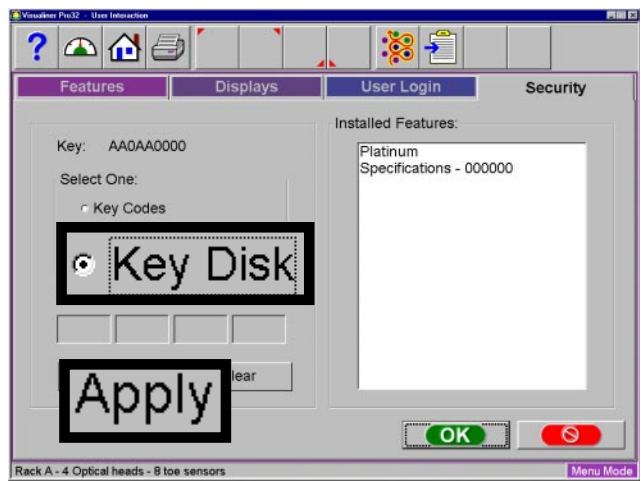 Visualiner Pro32 - User Interaction
?
Features Displays User Login Security
Installed Features:
Key: AA0AA0000
Platinum
Specifications - 000000
Select One:
Key Codes
Key Disk
Apply
lear
OK
Rack A - 4 Optical heads - 8 toe sensors Menu Mode